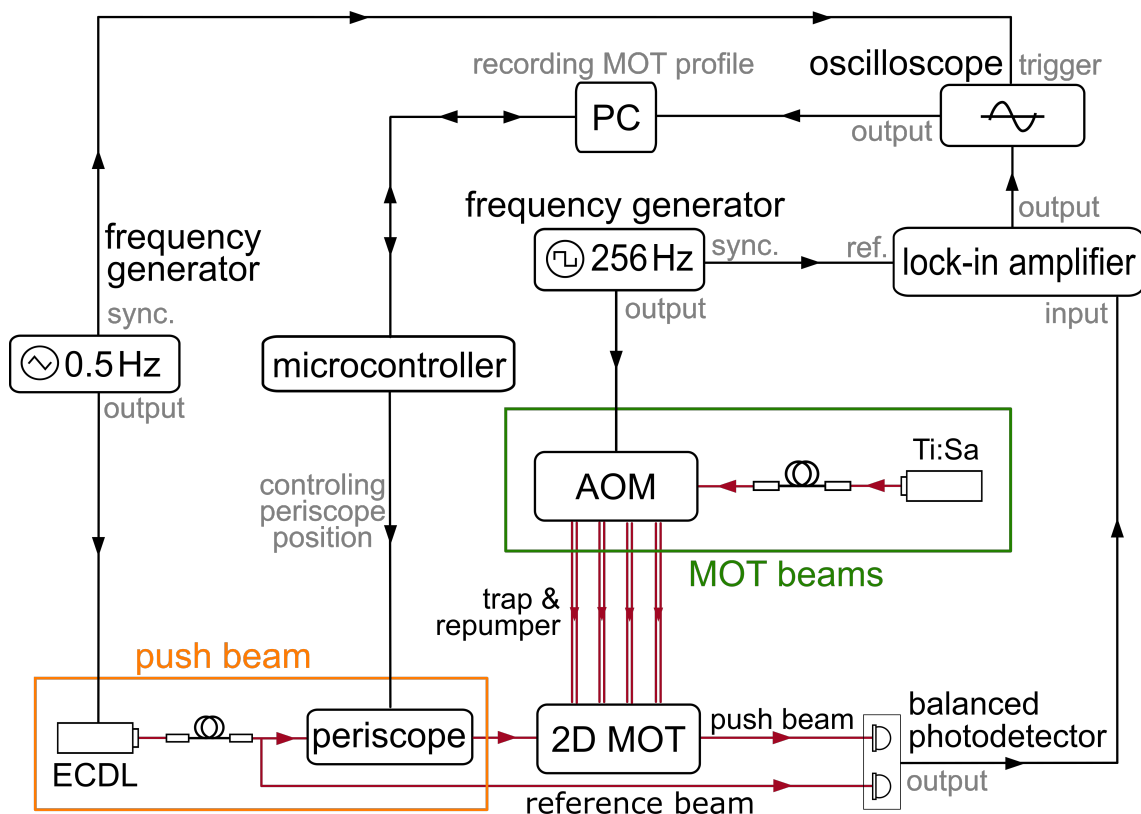 recording MOT profile
oscilloscope
trigger
PC
output
frequency generator
output
frequency
generator
256 Hz
sync.
ref.
lock-in amplifier
sync.
output
input
0.5 Hz
microcontroller
output
Ti:Sa
AOM
controling
periscope
position
MOT beams
trap &
repumper
push beam
balanced
photodetector
push beam
periscope
2D MOT
ECDL
output
reference beam